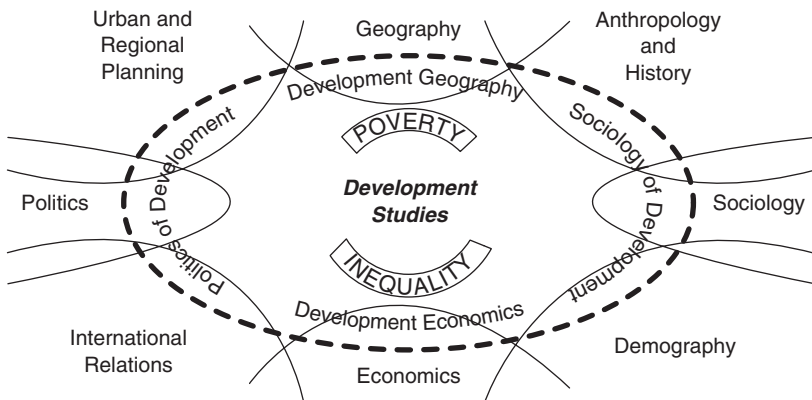 Urban and
Regional
Planning
Geography
Anthropology
and
History
Development Geography
POVERTY
Politics of Development
Sociology of Development
Politics
Development
Studies
Sociology
INEQUALITY
Development Economics
International
Relations
Economics
Demography